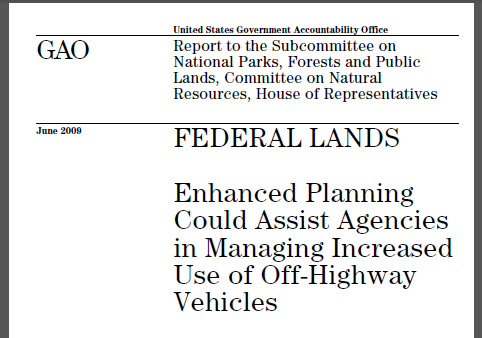 United States Government Accountability Office
GAO
Report to the Subcommittee on
National Parks, Forests and Public
Lands, Committee on Natural
Resources, House of Representatives
June 2009
FEDERAL LANDS
Enhanced Planning
Could Assist Agencies
in Managing Increased
Use of Off-Highway
Vehicles